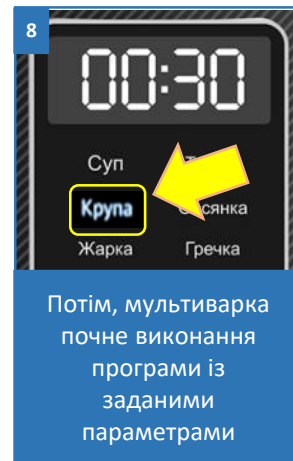 8
00:30
Суп
Крупа
Жарка Гречка
Потім, мультиварка
почне виконання
програми із
заданими
параметрами